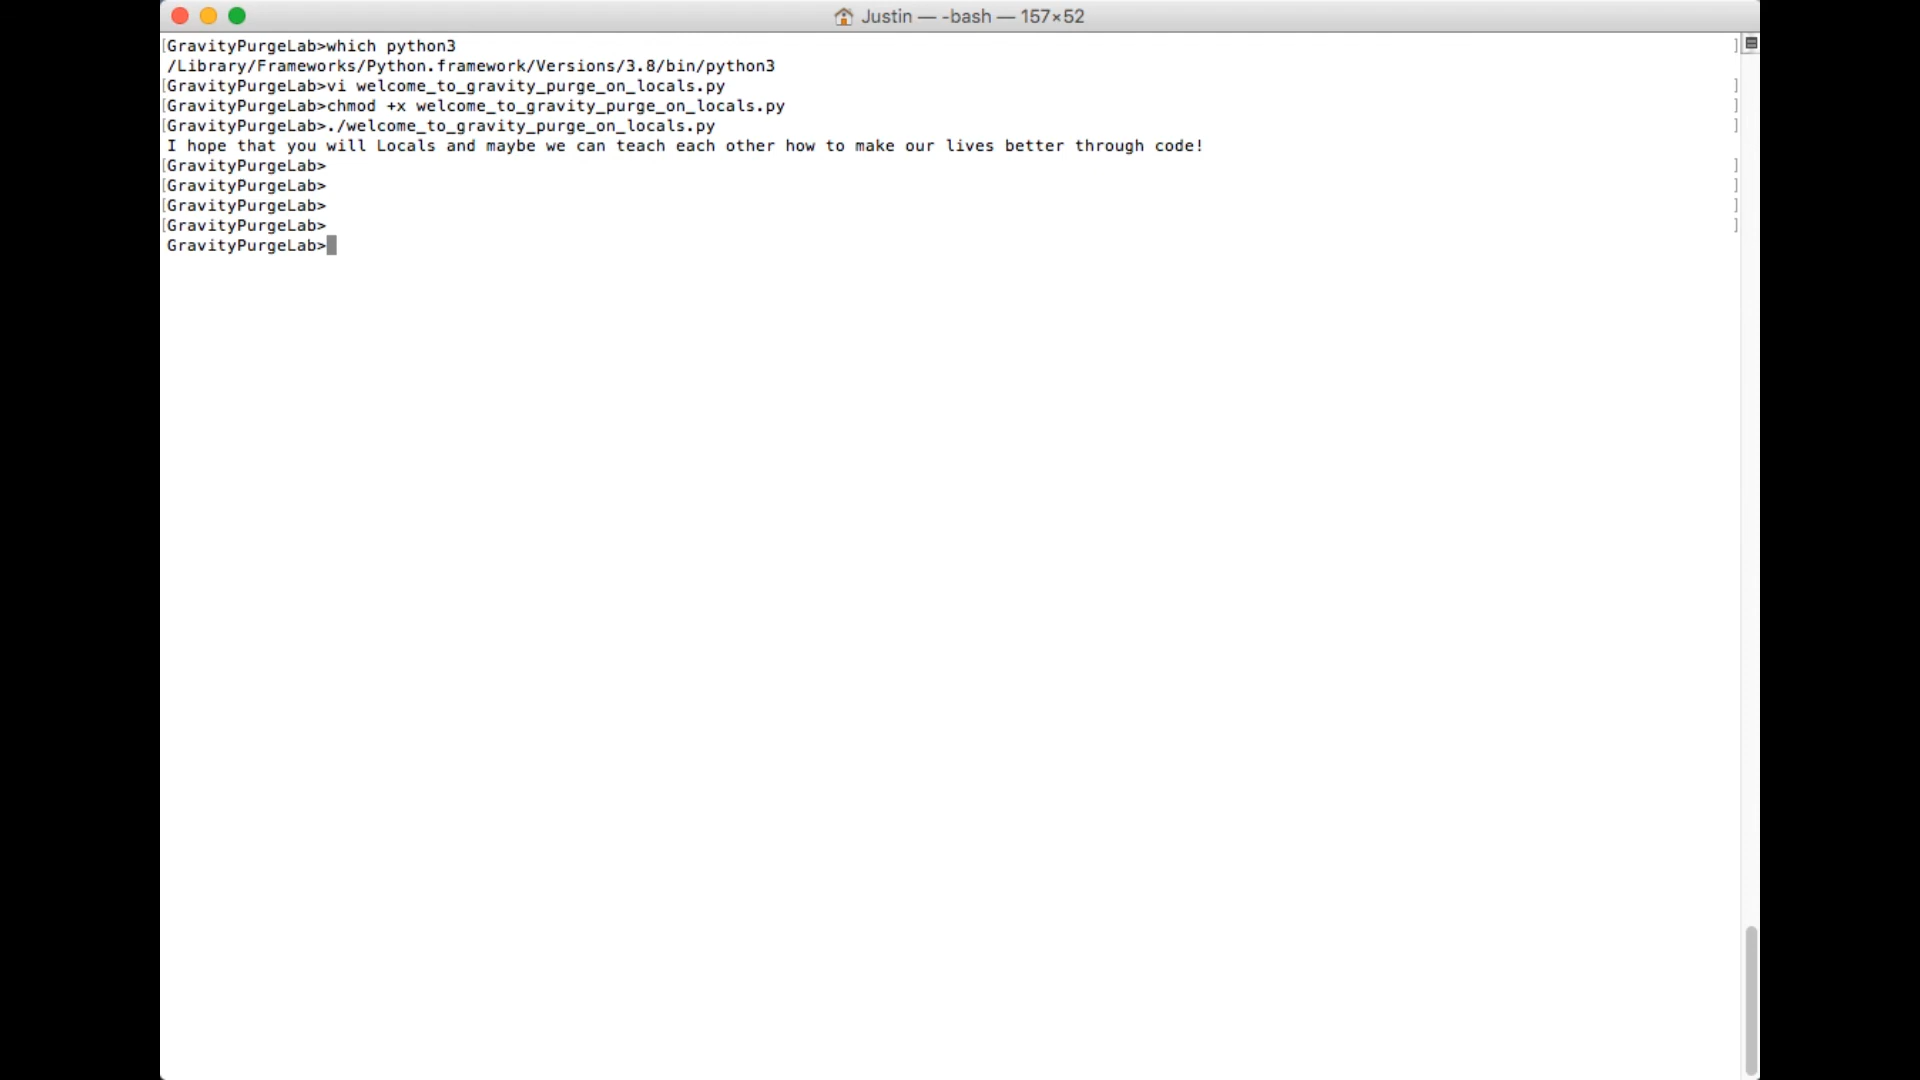 Justin — -bash — 157×52
[GravityPurgeLab>which python3 ]
/Library/Frameworks/Python.framework/Versions/3.8/bin/python3
[GravityPurgeLab>vi welcome_to_gravity_purge_on_locals.py ]
[GravityPurgeLab>chmod +x welcome_to_gravity_purge_on_locals.py ]
[GravityPurgeLab>./welcome_to_gravity_purge_on_locals.py ]
I hope that you will Locals and maybe we can teach each other how to make our lives better through code!
[GravityPurgeLab> ]
[GravityPurgeLab> ]
[GravityPurgeLab> ]
[GravityPurgeLab> ]
GravityPurgeLab>